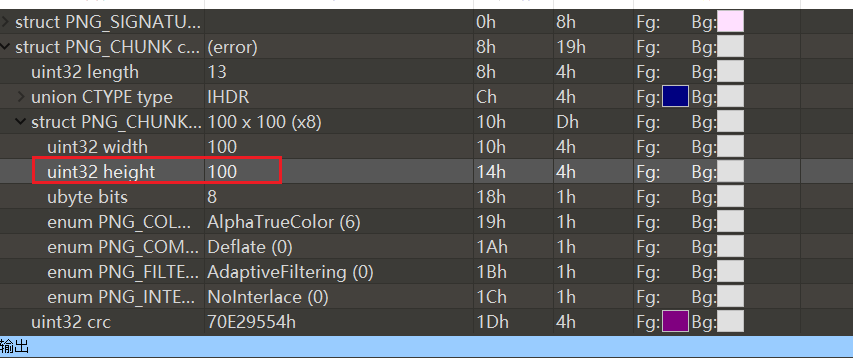 struct PNG_SIGNATU... 0h 8h Fg: Bg:
struct PNG_CHUNK c... (error) 8h 19h Fg: Bg:
uint32 length 13 8h 4h Fg: Bg:
union CTYPE type IHDR Ch 4h Fg: Bg:
struct PNG_CHUNK... 100 x 100 (x8) 10h Dh Fg: Bg:
uint32 width 100 10h 4h Fg: Bg:
uint32 height 100 14h 4h Fg: Bg:
ubyte bits 8 18h 1h Fg: Bg:
enum PNG_COL... AlphaTrueColor (6) 19h 1h Fg: Bg:
enum PNG_COM... Deflate (0) 1Ah 1h Fg: Bg:
enum PNG_FILTE... AdaptiveFiltering (0) 1Bh 1h Fg: Bg:
enum PNG_INTE... NoInterlace (0) 1Ch 1h Fg: Bg:
uint32 crc 70E29554h 1Dh 4h Fg: Bg:
输出